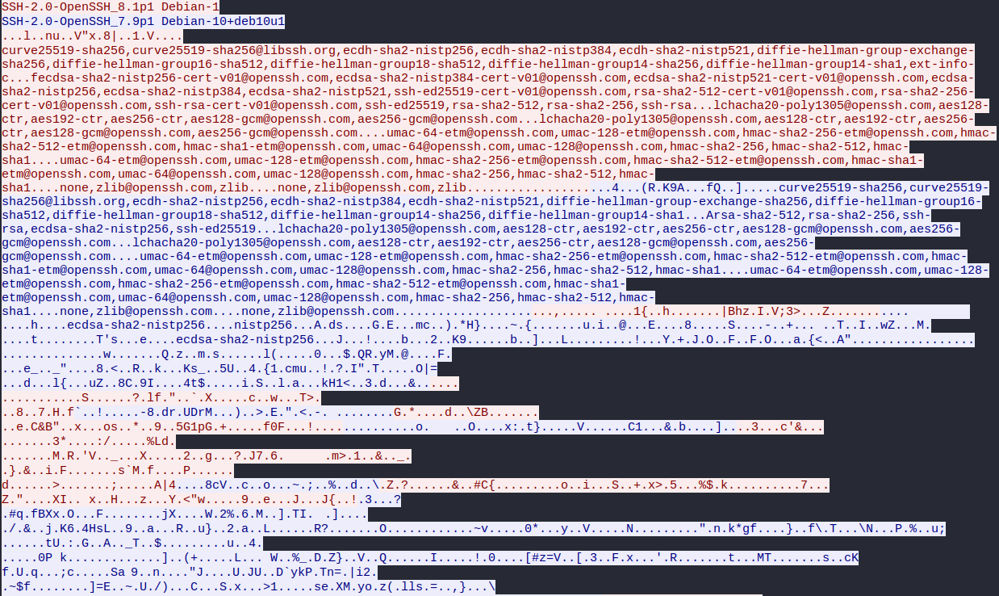 SSH-2.0-OpenSSH_8.1p1 Debian-1
SSH-2.0-OpenSSH_7.9p1 Debian-10+deb10u1
...l..nu..V"x.8|..1.V....
curve25519-sha256,curve25519-sha256@libssh.org,ecdh-sha2-nistp256,ecdh-sha2-nistp384,ecdh-sha2-nistp521,diffie-hellman-group-exchange-
sha256,diffie-hellman-group16-sha512,diffie-hellman-group18-sha512,diffie-hellman-group14-sha256,diffie-hellman-group14-sha1,ext-info-
c...fecdsa-sha2-nistp256-cert-v01@openssh.com,ecdsa-sha2-nistp384-cert-v01@openssh.com,ecdsa-sha2-nistp521-cert-v01@openssh.com,ecdsa-
sha2-nistp256,ecdsa-sha2-nistp384,ecdsa-sha2-nistp521,ssh-ed25519-cert-v01@openssh.com,rsa-sha2-512-cert-v01@openssh.com,rsa-sha2-256-
cert-v01@openssh.com,ssh-rsa-cert-v01@openssh.com,ssh-ed25519,rsa-sha2-512,rsa-sha2-256,ssh-rsa...lchacha20-poly1305@openssh.com,aes128-
ctr,aes192-ctr,aes256-ctr,aes128-gcm@openssh.com,aes256-gcm@openssh.com...lchacha20-poly1305@openssh.com,aes128-ctr,aes192-ctr,aes256-
ctr,aes128-gcm@openssh.com,aes256-gcm@openssh.com....umac-64-etm@openssh.com,umac-128-etm@openssh.com,hmac-sha2-256-etm@openssh.com,hmac-
sha2-512-etm@openssh.com,hmac-sha1-etm@openssh.com,umac-64@openssh.com,umac-128@openssh.com,hmac-sha2-256,hmac-sha2-512,hmac-
sha1....umac-64-etm@openssh.com,umac-128-etm@openssh.com,hmac-sha2-256-etm@openssh.com,hmac-sha2-512-etm@openssh.com,hmac-sha1-
etm@openssh.com,umac-64@openssh.com,umac-128@openssh.com,hmac-sha2-256,hmac-sha2-512,hmac-
sha1....none,zlib@openssh.com,zlib....none,zlib@openssh.com,zlib....................4...(R.K9A...fQ..].....curve25519-sha256,curve25519-
sha256@libssh.org,ecdh-sha2-nistp256,ecdh-sha2-nistp384,ecdh-sha2-nistp521,diffie-hellman-group-exchange-sha256,diffie-hellman-group16-
sha512,diffie-hellman-group18-sha512,diffie-hellman-group14-sha256,diffie-hellman-group14-sha1...Arsa-sha2-512,rsa-sha2-256,ssh-
rsa,ecdsa-sha2-nistp256,ssh-ed25519...lchacha20-poly1305@openssh.com,aes128-ctr,aes192-ctr,aes256-ctr,aes128-gcm@openssh.com,aes256-
gcm@openssh.com...lchacha20-poly1305@openssh.com,aes128-ctr,aes192-ctr,aes256-ctr,aes128-gcm@openssh.com,aes256-
gcm@openssh.com....umac-64-etm@openssh.com,umac-128-etm@openssh.com,hmac-sha2-256-etm@openssh.com,hmac-sha2-512-etm@openssh.com,hmac-
sha1-etm@openssh.com,umac-64@openssh.com,umac-128@openssh.com,hmac-sha2-256,hmac-sha2-512,hmac-sha1....umac-64-etm@openssh.com,umac-128-
etm@openssh.com,hmac-sha2-256-etm@openssh.com,hmac-sha2-512-etm@openssh.com,hmac-sha1-
etm@openssh.com,umac-64@openssh.com,umac-128@openssh.com,hmac-sha2-256,hmac-sha2-512,hmac-
sha1....none,zlib@openssh.com....none,zlib@openssh.com......................,..... ....1{..h.......|Bhz.I.V;3>...Z...........
....h....ecdsa-sha2-nistp256....nistp256...A.ds....G.E...mc..).*H}....~.{.......u.i..@...E....8.....S....-..+... ..T..I..wZ...M.
....t........T's...e....ecdsa-sha2-nistp256...J...!....b...2..K9......b..]...L.........!...Y.+.J.O..F..F.O...a.{<..A".................
..............w.......Q.z..m.s......l(.....0...$.QR.yM.@....F.
...e_.._"....8.<..R..k...Ks_..5U..4.{1.cmu..!.?.I".T.....O|=
...d...l{...uZ..8C.9I....4t$.....i.S..l.a...kH1<..3.d...&......
...........S......?.lf."..`.X.....c..w...T>.
..8..7.H.f`..!.....-8.dr.UDrM...)..>.E.".<.-. ........G.*....d..\ZB.......
..e.C&B"..x...os..*..9..5G1pG.+.....f0F...!..............o.    ..O....x:.t}.....V......C1...&.b....]....3...c'&...
.......3*....:/.....%Ld.
.......M.R.'V.._...X.....2..g...?.J7.6.     .m>.1..&.._.
.}.&..i.F.......s`M.f....P......
d......>.......;.....A|4....8cV..c..o...~.;..%..d..\.Z.?......&..#C{.........o..i...S..+.x>.5...%$.k..........7...
Z."....XI.. x..H...z...Y.<"w.....9..e...J...J{..!.3...?
.#q.fBXx.O...F........jX....W.2%.6.M..].TI.  .]....
./.&..j.K6.4HsL..9..a...R..u}..2.a..L......R?.......O............~v.....0*...y..V.....N.........".n.k*gf....}..f\.T...\N...P.%..u;
......tU.:.G..A.._T..$.........u..4.
.....0P k.............]..(+.....L... W..%_.D.Z}..V..Q......I.....!.0....[#z=V..[.3..F.x...'.R.......t...MT.......s..cK
f.U.q...;c.....Sa 9..n...."J....U.JU..D`ykP.Tn=.|i2.
.~$f........]=E..~.U./)...C...S.x...>1.....se.XM.yo.z(.lls.=..,}...\